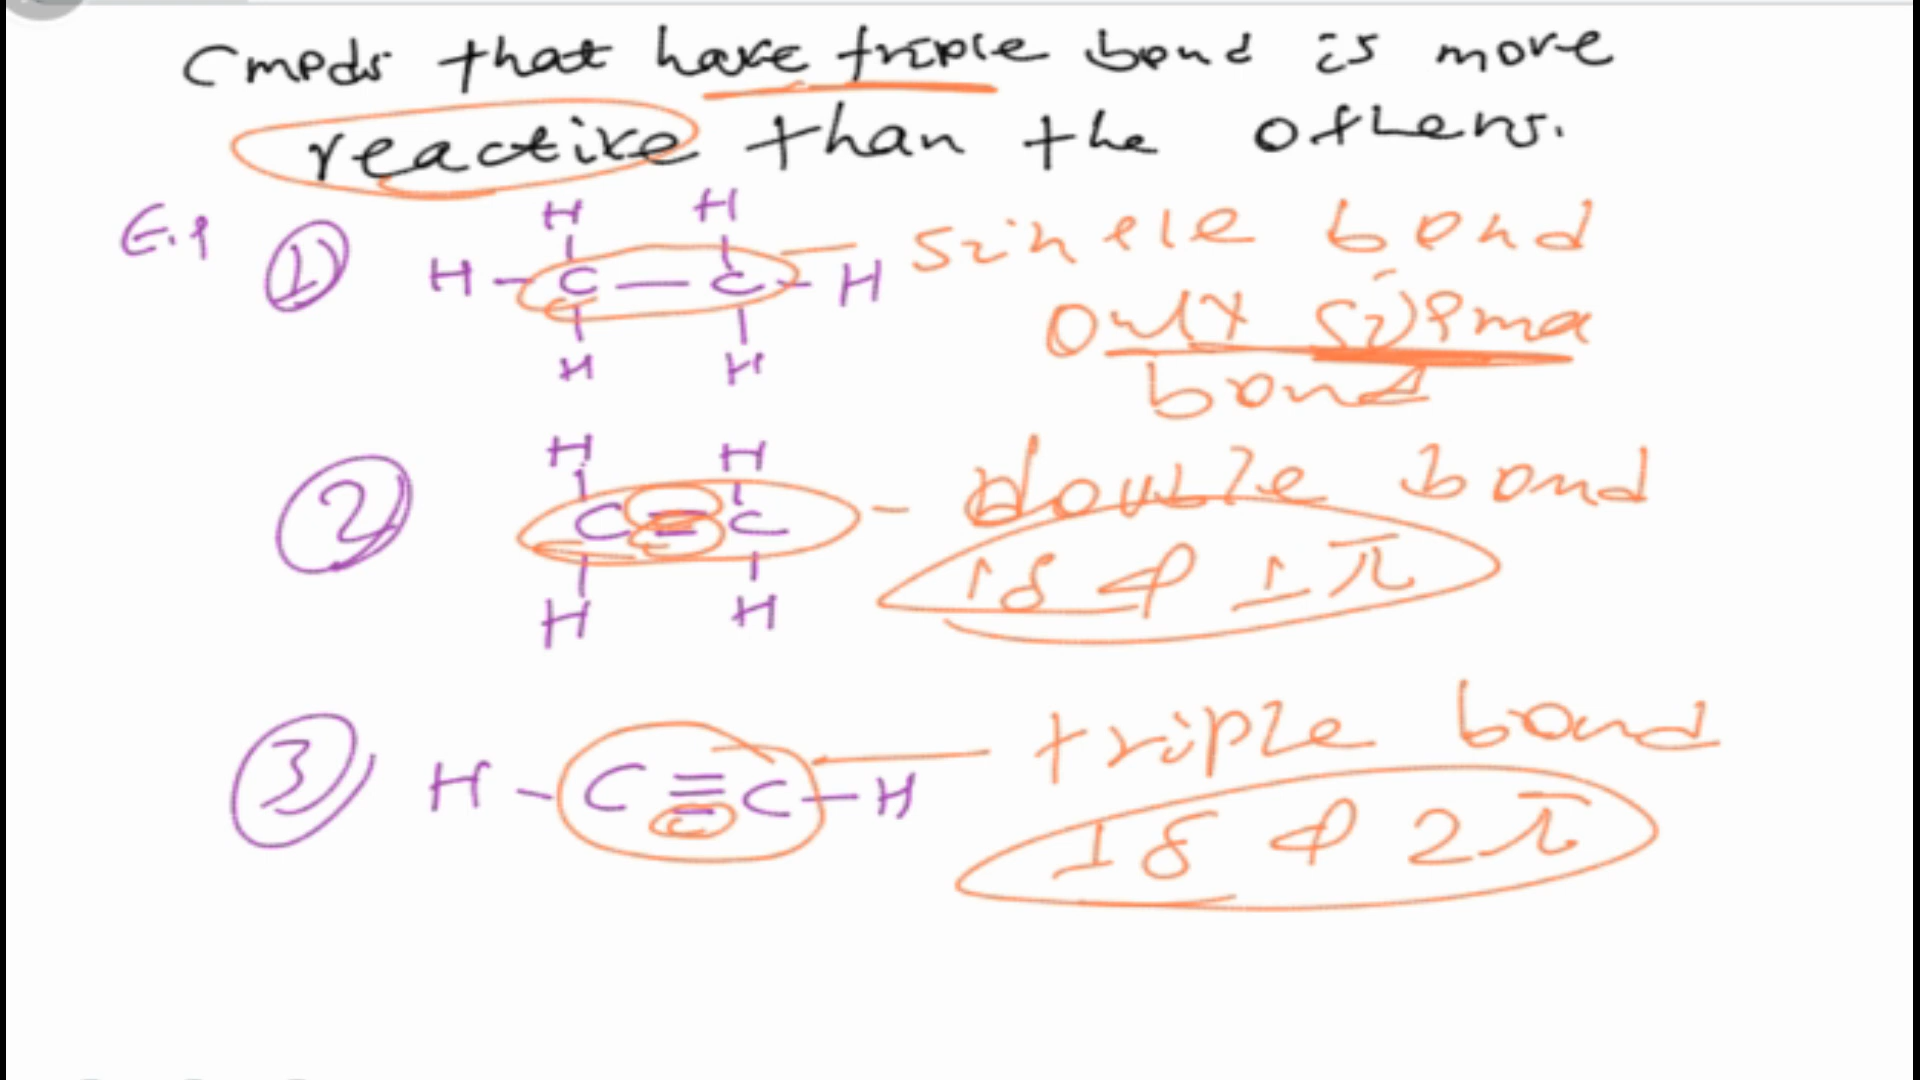 Cmpds that have triple bond is more
reactive than the others.
E.g
① H H
H - C — C - H single bond
only sigma
H H bond
② H H
C = C - double bond
1δ & 1π
H H
③ H - C ≡ C - H triple bond
1δ & 2π